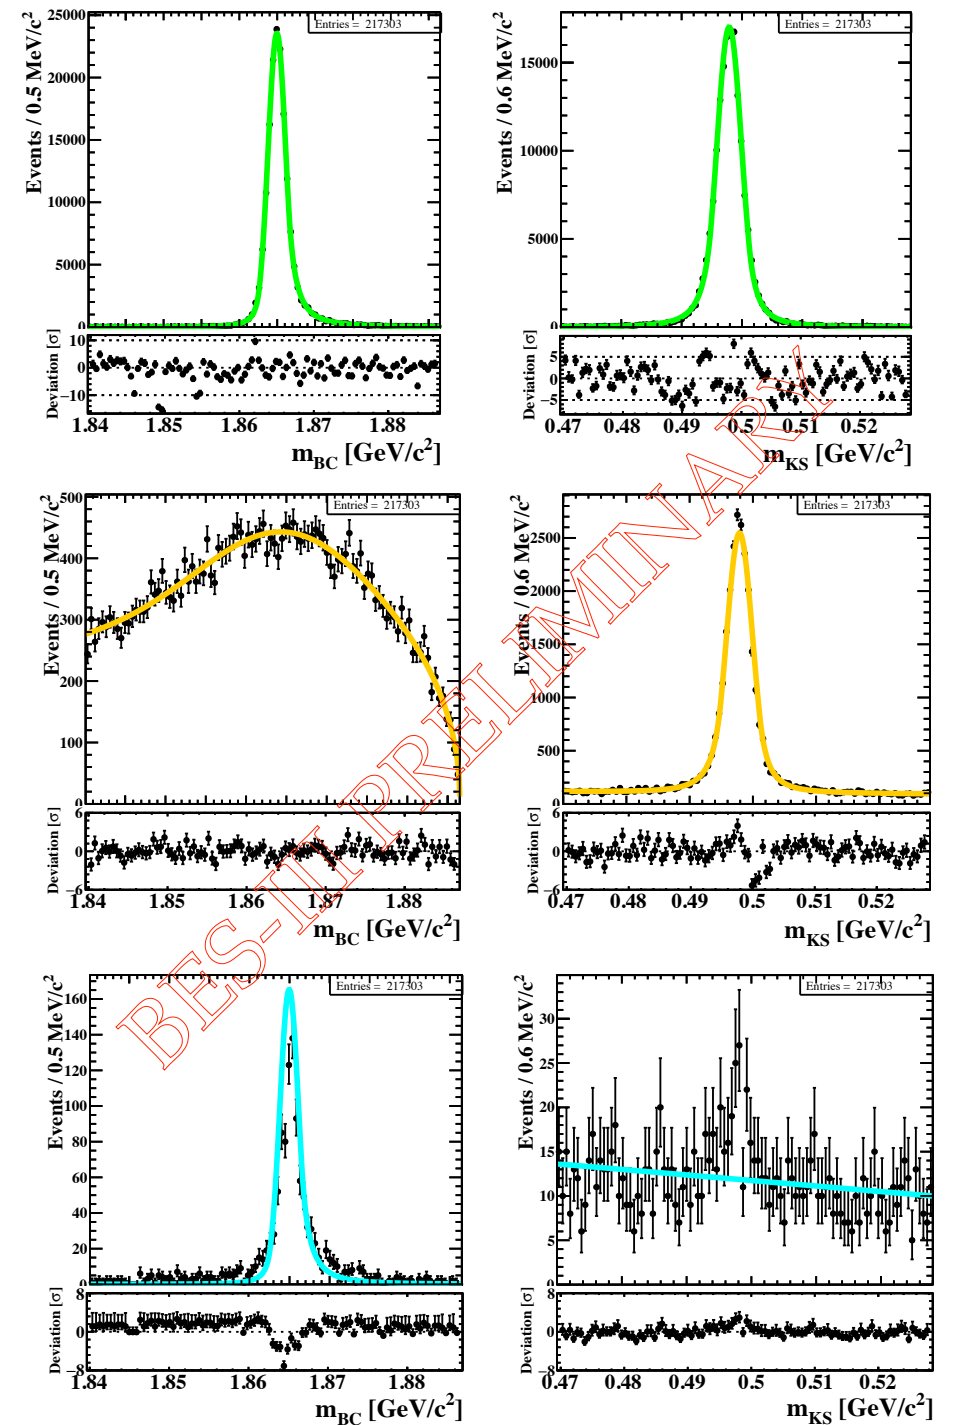 Entries = 217303
Events / 0.5 MeV/c²
25000
20000
15000
10000
5000
0
Deviation [σ]
10
0
−10
1.84 1.85 1.86 1.87 1.88
m_BC [GeV/c²]
Entries = 217303
Events / 0.6 MeV/c²
15000
10000
5000
0
Deviation [σ]
5
0
−5
0.47 0.48 0.49 0.5 0.51 0.52
m_KS [GeV/c²]
Entries = 217303
Events / 0.5 MeV/c²
500
400
300
200
100
0
Deviation [σ]
6
0
−6
1.84 1.85 1.86 1.87 1.88
m_BC [GeV/c²]
Entries = 217303
Events / 0.6 MeV/c²
2500
2000
1500
1000
500
0
Deviation [σ]
6
0
−6
0.47 0.48 0.49 0.5 0.51 0.52
m_KS [GeV/c²]
BES-III PRELIMINARY
Entries = 217303
Events / 0.5 MeV/c²
160
140
120
100
80
60
40
20
0
Deviation [σ]
8
0
−8
1.84 1.85 1.86 1.87 1.88
m_BC [GeV/c²]
Entries = 217303
Events / 0.6 MeV/c²
30
25
20
15
10
5
0
Deviation [σ]
8
0
−8
0.47 0.48 0.49 0.5 0.51 0.52
m_KS [GeV/c²]